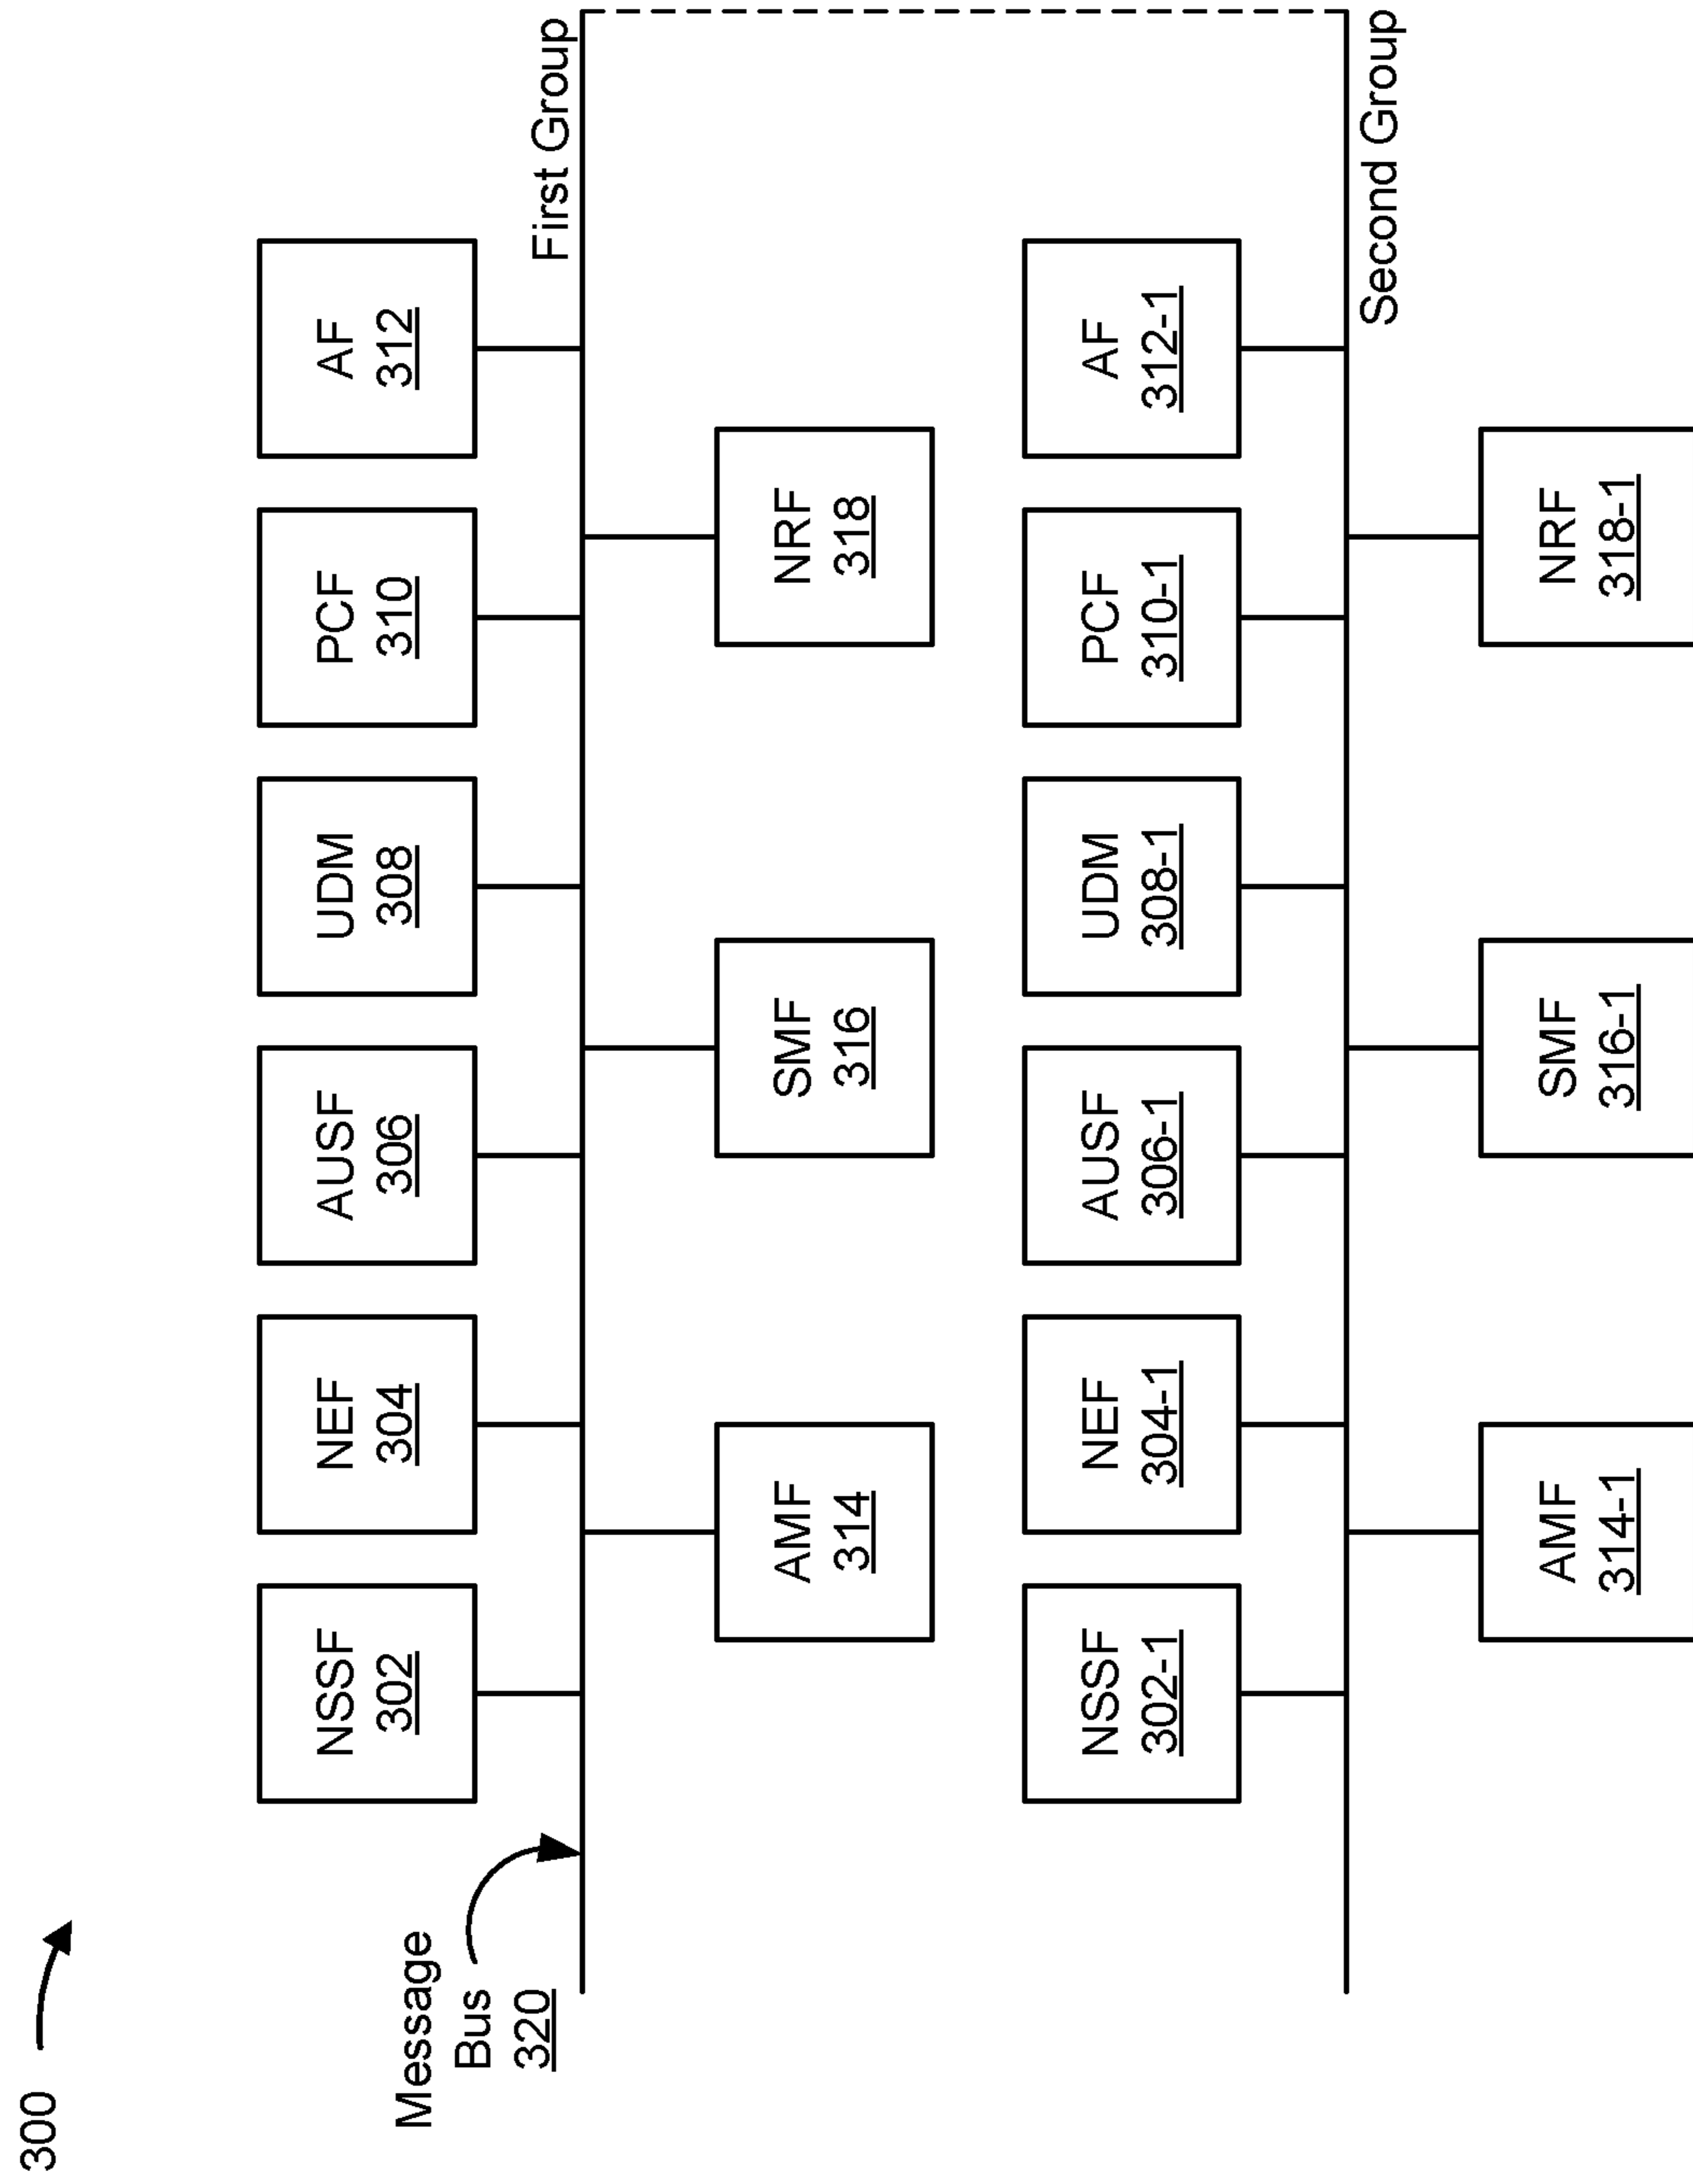 300
NSSF
302
NEF
304
AUSF
306
UDM
308
PCF
310
AF
312
Message
Bus
320
First Group
AMF
314
SMF
316
NRF
318
NSSF
302-1
NEF
304-1
AUSF
306-1
UDM
308-1
PCF
310-1
AF
312-1
Second Group
AMF
314-1
SMF
316-1
NRF
318-1